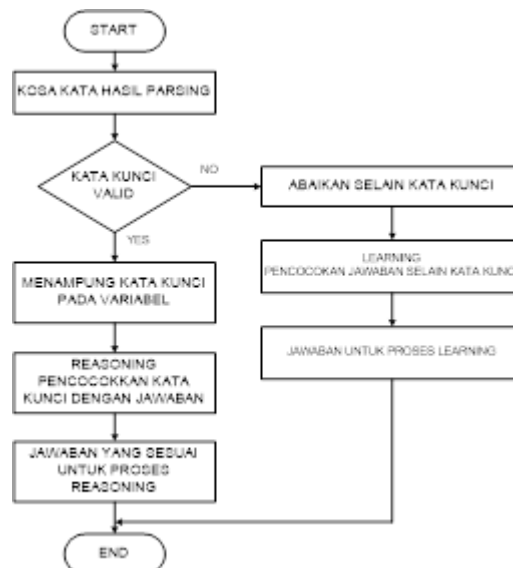 START
KOSA KATA HASIL PARSING
KATA KUNCI
VALID
NO
ABAIKAN SELAIN KATA KUNCI
YES
LEARNING
PENCOCOKAN JAWABAN SELAIN KATA KUNC
MENAMPUNG KATA KUNCI
PADA VARIABEL
JAWABAN UNTUK PROSES LEARNING
REASONING
PENCOCOKKAN KATA
KUNCI DENGAN JAWABAN
JAWABAN YANG SESUAI
UNTUK PROSES
REASONING
END